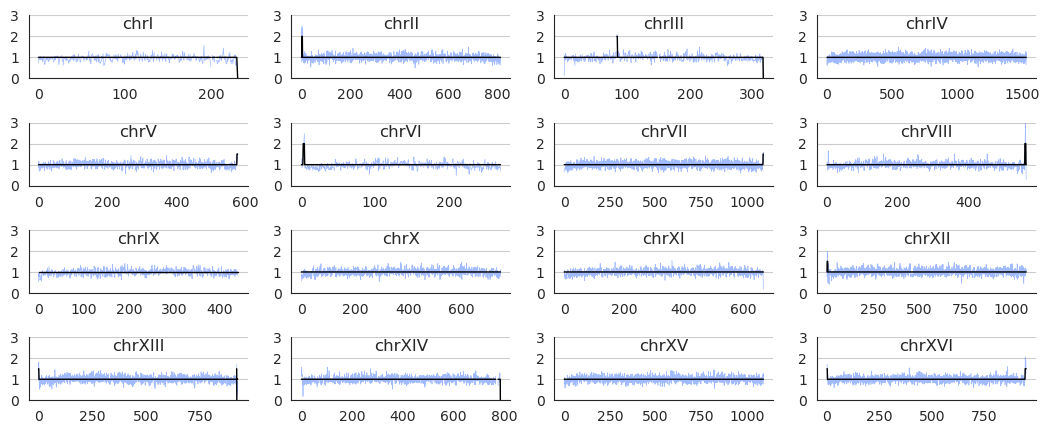 chrI chrII chrIII chrIV
3 3 3 3
2 2 2 2
1 1 1 1
0 0 0 0
0 100 200 0 200 400 600 800 0 100 200 300 0 500 1000 1500
chrV chrVI chrVII chrVIII
3 3 3 3
2 2 2 2
1 1 1 1
0 0 0 0
0 200 400 600 0 100 200 0 250 500 750 1000 0 200 400
chrIX chrX chrXI chrXII
3 3 3 3
2 2 2 2
1 1 1 1
0 0 0 0
0 100 200 300 400 0 200 400 600 0 200 400 600 0 250 500 750 1000
chrXIII chrXIV chrXV chrXVI
3 3 3 3
2 2 2 2
1 1 1 1
0 0 0 0
0 250 500 750 0 200 400 600 800 0 250 500 750 1000 0 250 500 750